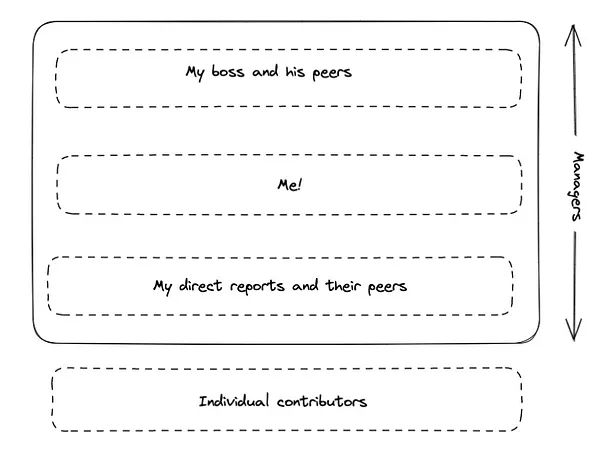 My boss and his peers
Me!
My direct reports and their peers
Individual contributors
Managers